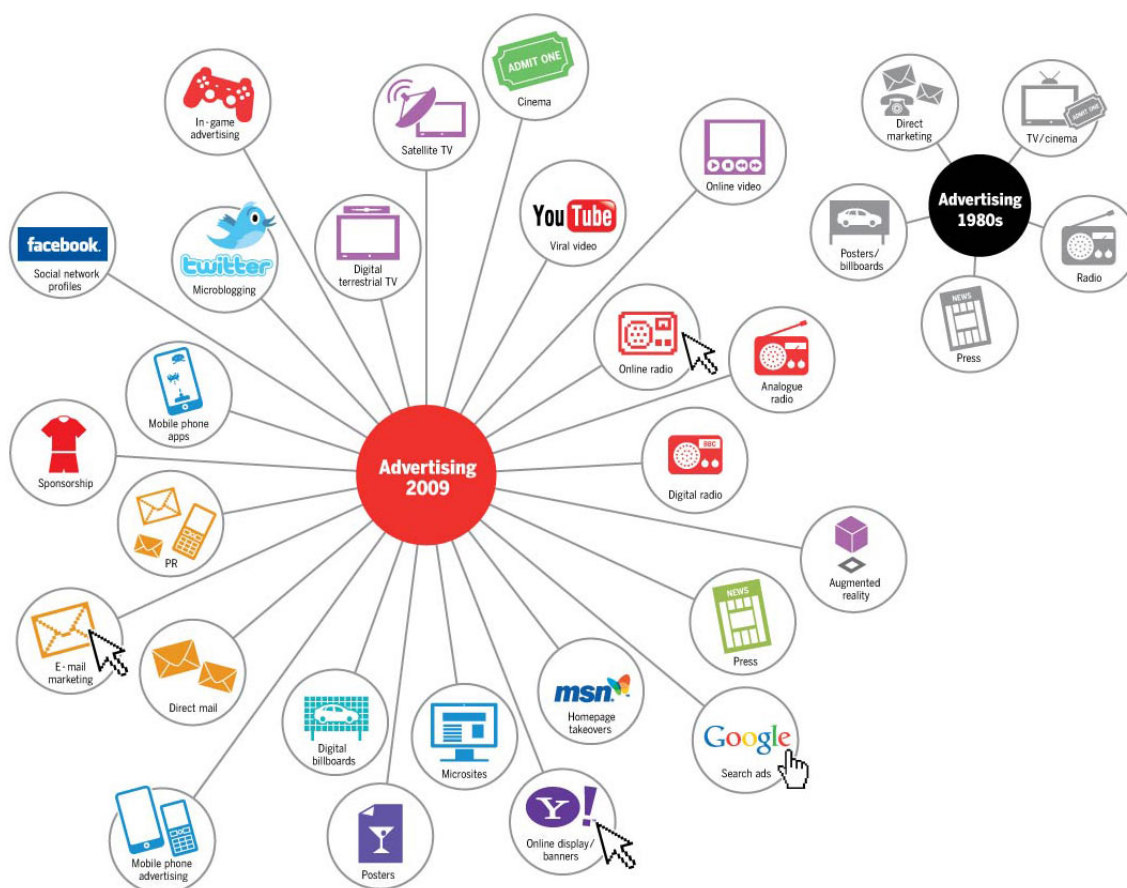 ADMIT ONE
Cinema
In-game
advertising
Satellite TV
Online video
Direct
marketing
ADMIT ONE
TV/cinema
Advertising
1980s
Posters/
billboards
Radio
NEWS
Press
facebook.
Social network
profiles
twitter
Microblogging
Digital
terrestrial TV
YouTube
Viral video
Online radio
Analogue
radio
Mobile phone
apps
Advertising
2009
Sponsorship
BBC
Digital radio
PR
Augmented
reality
NEWS
Press
E-mail
marketing
Direct mail
Digital
billboards
Microsites
msn
Homepage
takeovers
Google
Search ads
Mobile phone
advertising
Posters
Y!
Online display/
banners